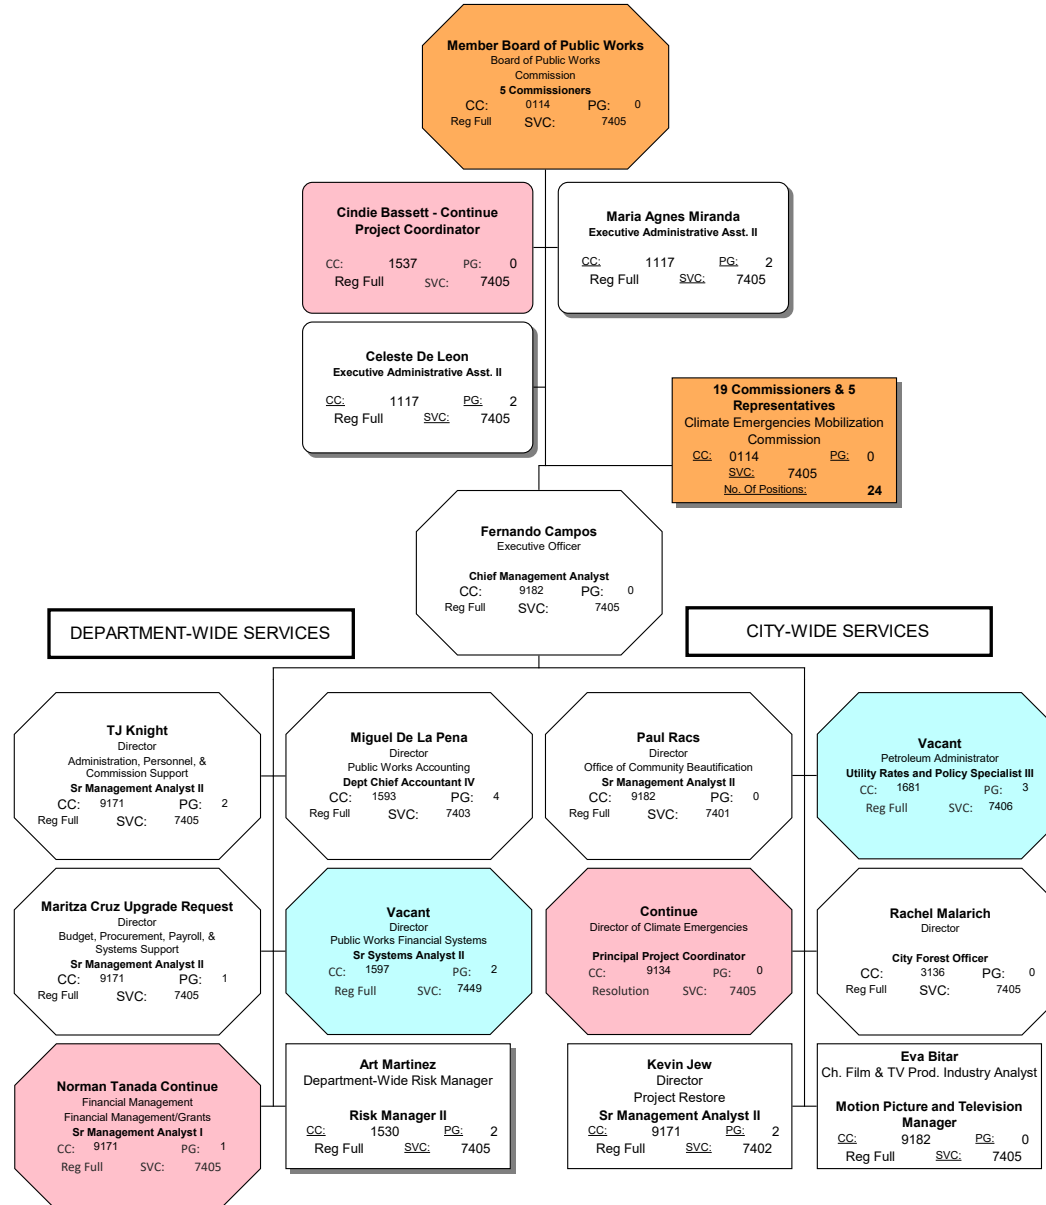 Member Board of Public Works
Board of Public Works
Commission
5 Commissioners
CC: 0114 PG: 0
Reg Full SVC: 7405
Cindie Bassett - Continue
Project Coordinator
CC: 1537 PG: 0
Reg Full SVC: 7405
Maria Agnes Miranda
Executive Administrative Asst. II
CC: 1117 PG: 2
Reg Full SVC: 7405
Celeste De Leon
Executive Administrative Asst. II
CC: 1117 PG: 2
Reg Full SVC: 7405
19 Commissioners & 5
Representatives
Climate Emergencies Mobilization
Commission
CC: 0114 PG: 0
SVC: 7405
No. Of Positions: 24
Fernando Campos
Executive Officer
Chief Management Analyst
CC: 9182 PG: 0
Reg Full SVC: 7405
DEPARTMENT-WIDE SERVICES
CITY-WIDE SERVICES
TJ Knight
Director
Administration, Personnel, &
Commission Support
Sr Management Analyst II
CC: 9171 PG: 2
Reg Full SVC: 7405
Miguel De La Pena
Director
Public Works Accounting
Dept Chief Accountant IV
CC: 1593 PG: 4
Reg Full SVC: 7403
Paul Racs
Director
Office of Community Beautification
Sr Management Analyst II
CC: 9182 PG: 0
Reg Full SVC: 7401
Vacant
Petroleum Administrator
Utility Rates and Policy Specialist III
CC: 1681 PG: 3
Reg Full SVC: 7406
Maritza Cruz Upgrade Request
Director
Budget, Procurement, Payroll, &
Systems Support
Sr Management Analyst II
CC: 9171 PG: 1
Reg Full SVC: 7405
Vacant
Director
Public Works Financial Systems
Sr Systems Analyst II
CC: 1597 PG: 2
Reg Full SVC: 7449
Continue
Director of Climate Emergencies
Principal Project Coordinator
CC: 9134 PG: 0
Resolution SVC: 7405
Rachel Malarich
Director
City Forest Officer
CC: 3136 PG: 0
Reg Full SVC: 7405
Norman Tanada Continue
Financial Management
Financial Management/Grants
Sr Management Analyst I
CC: 9171 PG: 1
Reg Full SVC: 7405
Art Martinez
Department-Wide Risk Manager
Risk Manager II
CC: 1530 PG: 2
Reg Full SVC: 7405
Kevin Jew
Director
Project Restore
Sr Management Analyst II
CC: 9171 PG: 2
Reg Full SVC: 7402
Eva Bitar
Ch. Film & TV Prod. Industry Analyst
Motion Picture and Television
Manager
CC: 9182 PG: 0
Reg Full SVC: 7405